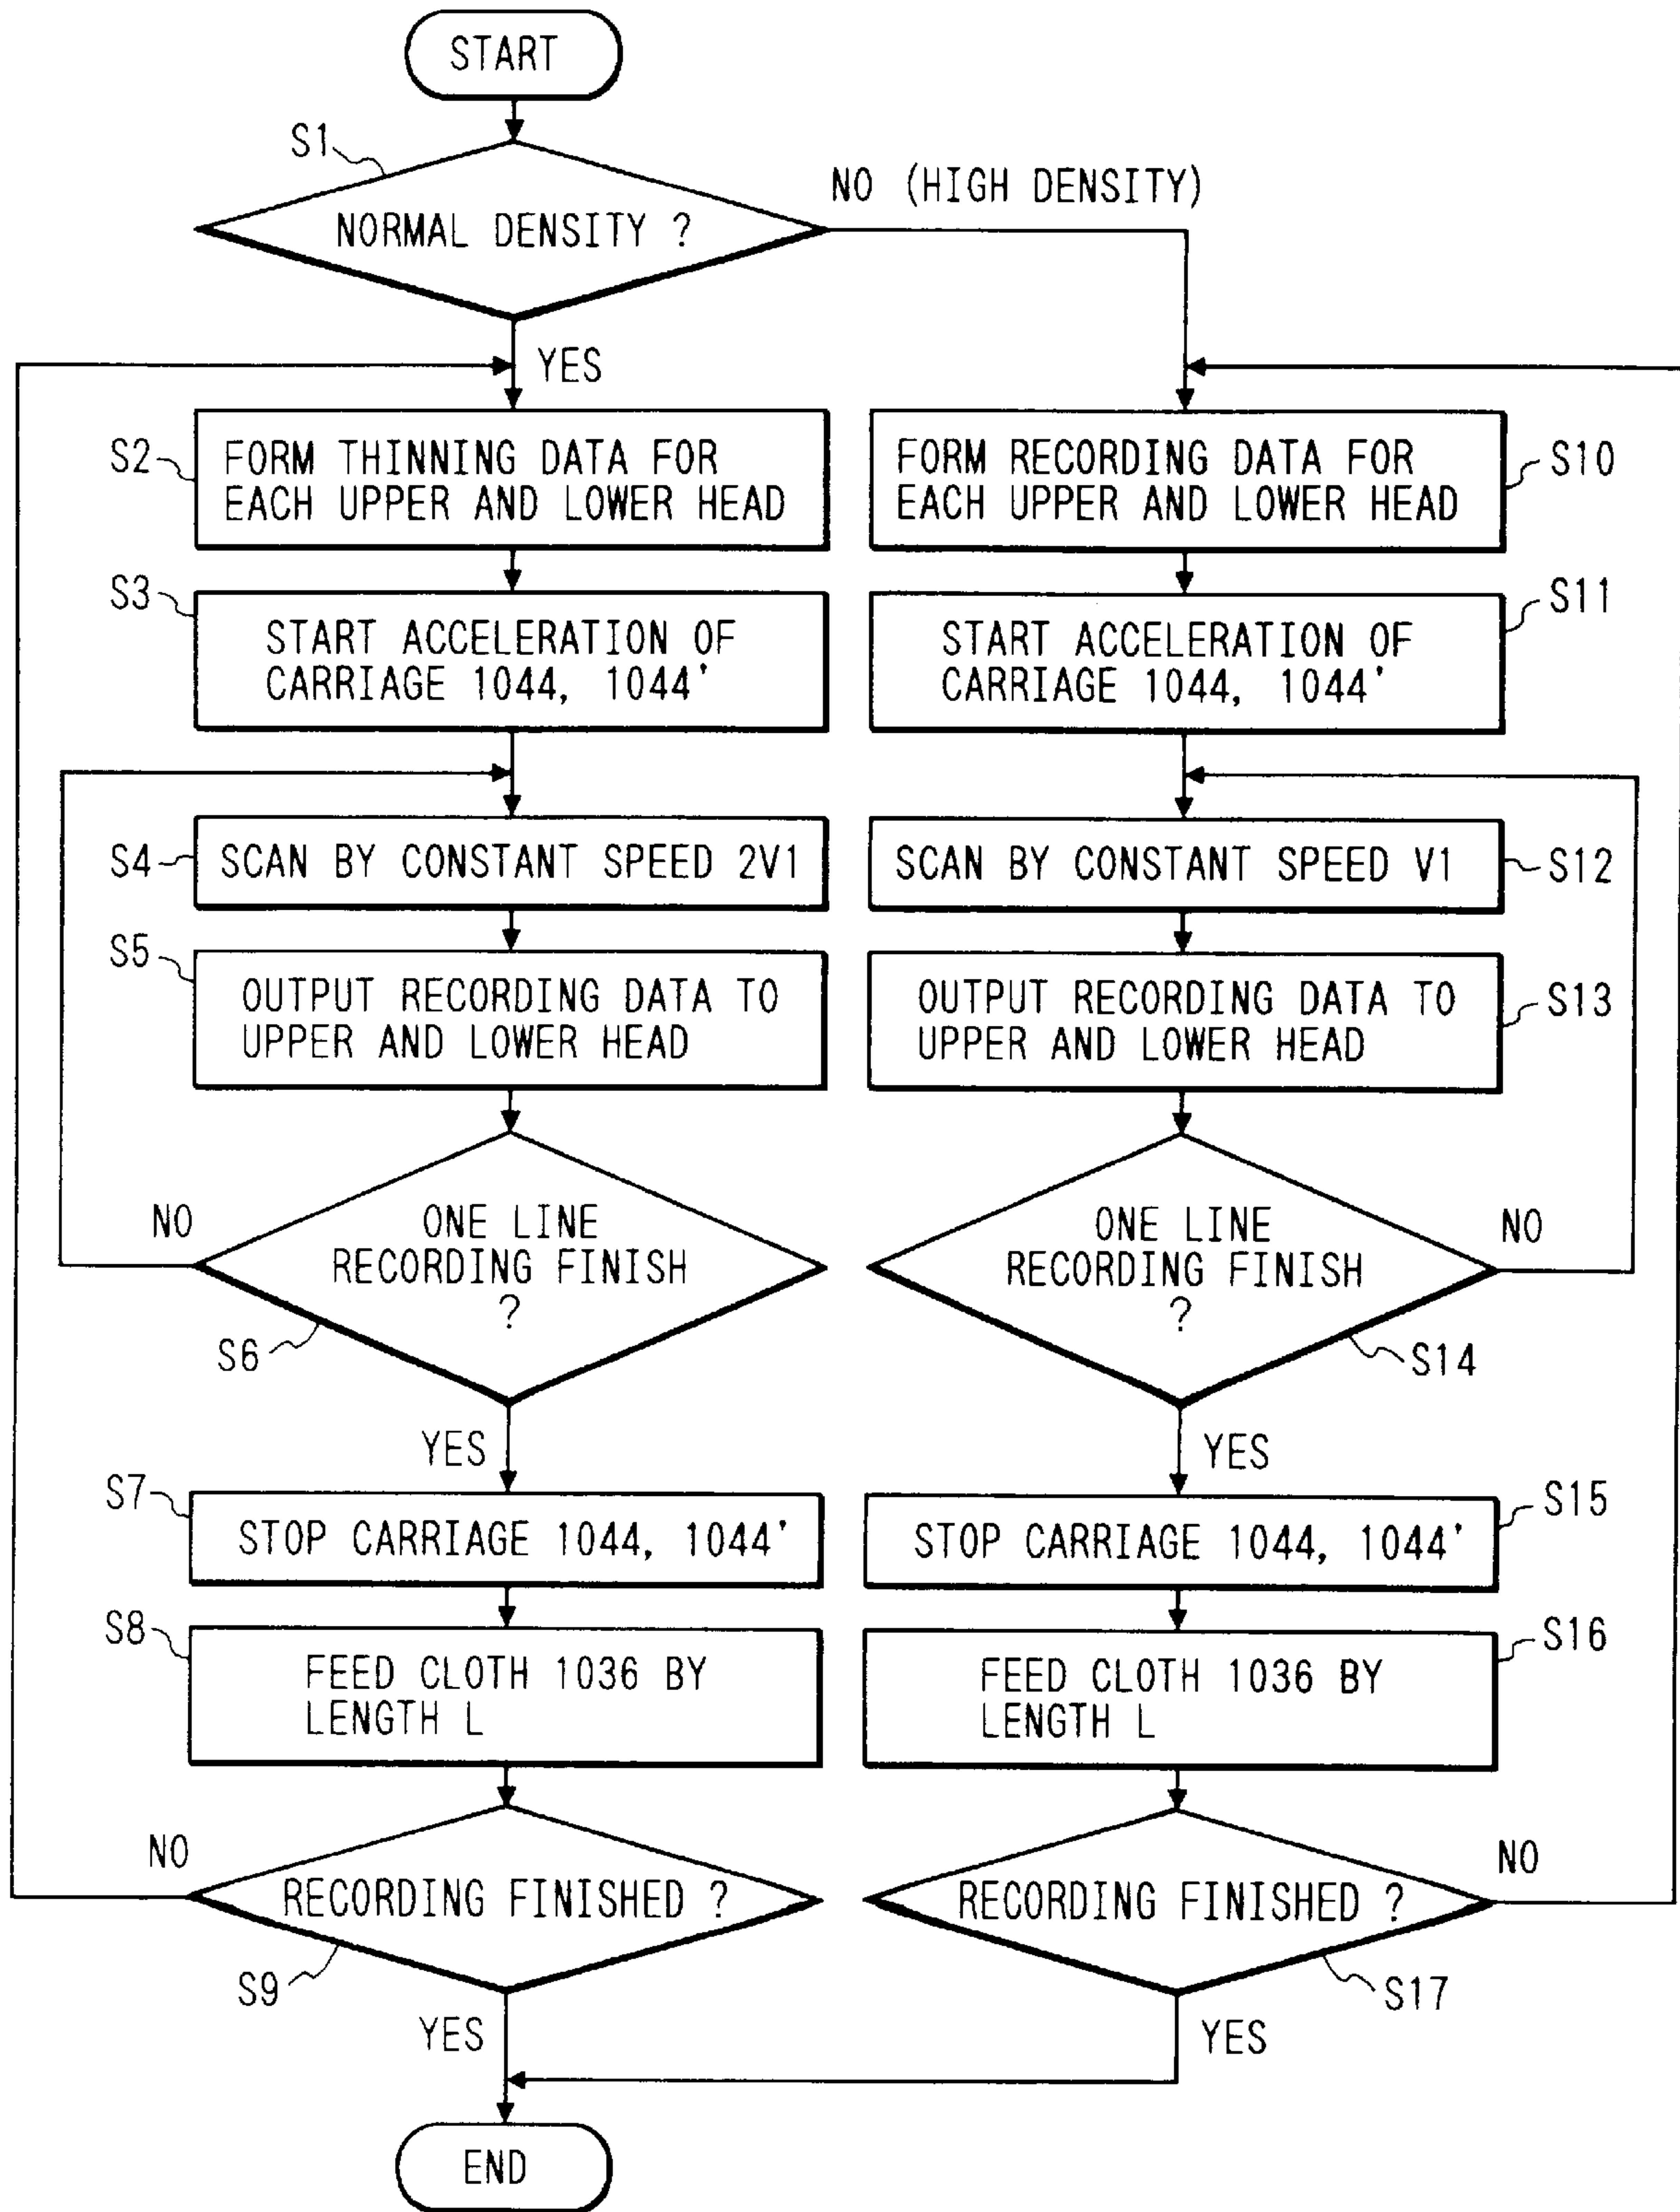 START
S1
NORMAL DENSITY ?
NO (HIGH DENSITY)
YES
S2
FORM THINNING DATA FOR
EACH UPPER AND LOWER HEAD
S3
START ACCELERATION OF
CARRIAGE 1044, 1044'
S4
SCAN BY CONSTANT SPEED 2V1
S5
OUTPUT RECORDING DATA TO
UPPER AND LOWER HEAD
NO
ONE LINE
RECORDING FINISH
?
S6
YES
S7
STOP CARRIAGE 1044, 1044'
S8
FEED CLOTH 1036 BY
LENGTH L
NO
RECORDING FINISHED ?
S9
YES
FORM RECORDING DATA FOR
EACH UPPER AND LOWER HEAD
S10
START ACCELERATION OF
CARRIAGE 1044, 1044'
S11
SCAN BY CONSTANT SPEED V1
S12
OUTPUT RECORDING DATA TO
UPPER AND LOWER HEAD
S13
ONE LINE
RECORDING FINISH
?
NO
S14
YES
STOP CARRIAGE 1044, 1044'
S15
FEED CLOTH 1036 BY
LENGTH L
S16
RECORDING FINISHED ?
NO
S17
YES
END